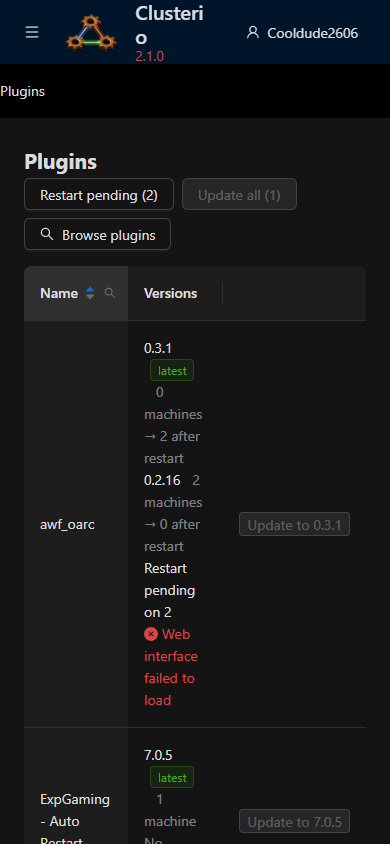 Clusteri
o
2.1.0
Cooldude2606
Plugins
Plugins
Restart pending (2)
Update all (1)
Browse plugins
Name
Versions
0.3.1
latest
0
machines
→ 2 after
restart
0.2.16 2
machines
→ 0 after
restart
Restart
pending
on 2
Web
interface
failed to
load
awf_oarc
Update to 0.3.1
7.0.5
latest
1
machine
No
ExpGaming
- Auto
Restart
Update to 7.0.5